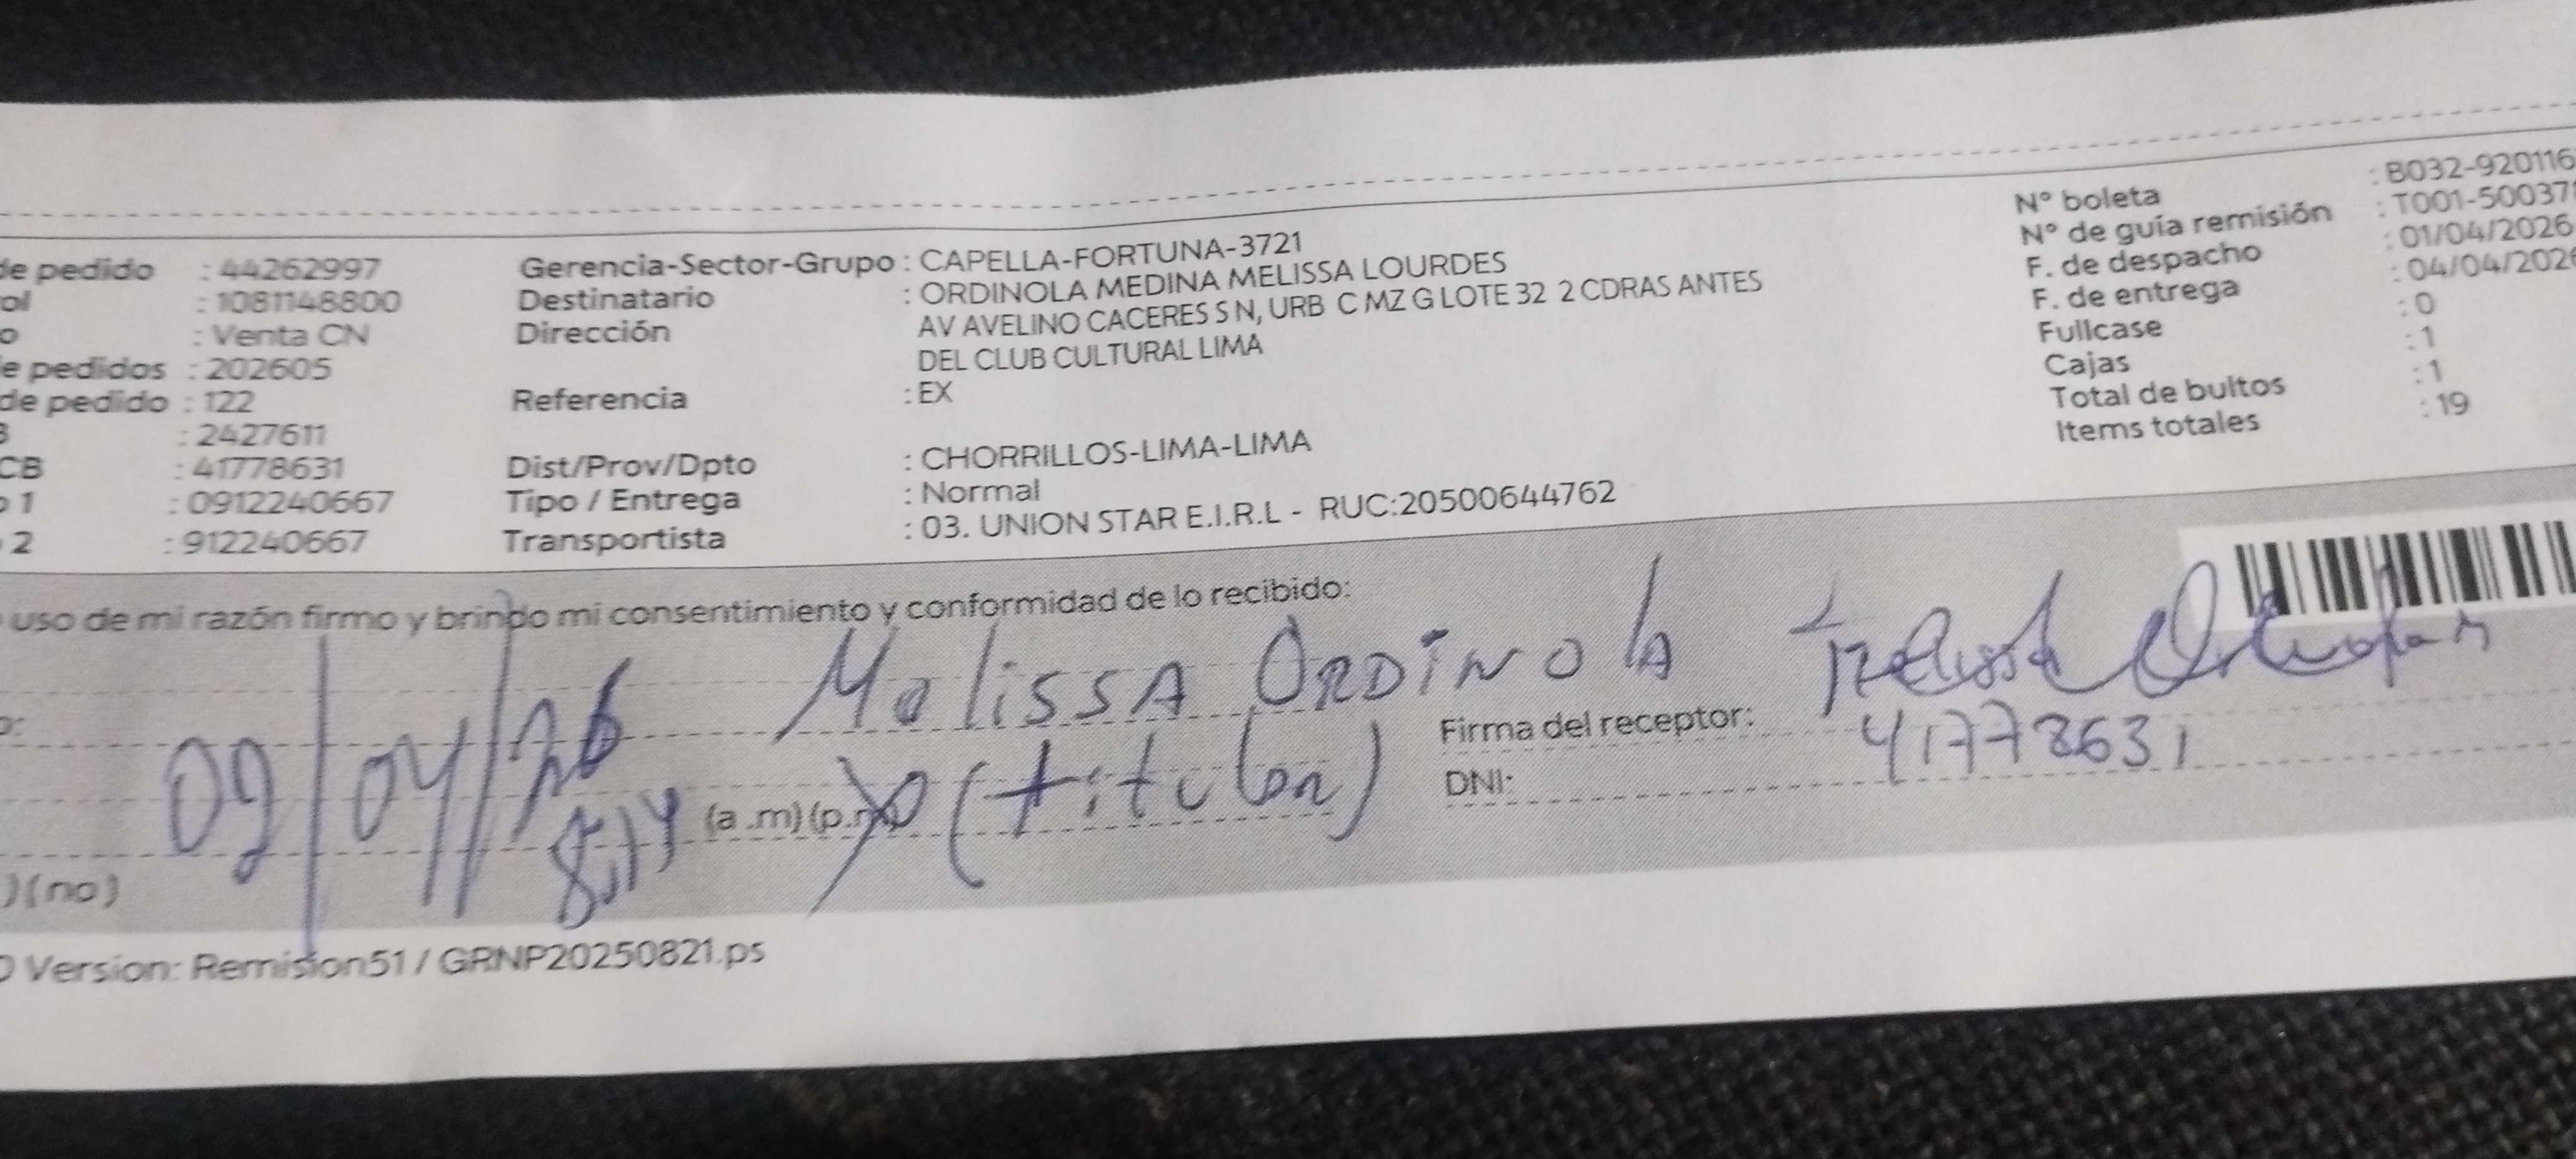 de pedido : 44262997 Gerencia-Sector-Grupo : CAPELLA-FORTUNA-3721 N° boleta : B032-920116
ol : 1081148800 Destinatario : ORDINOLA MEDINA MELISSA LOURDES N° de guía remisión : T001-50037
o : Venta CN Dirección AV AVELINO CACERES S N, URB C MZ G LOTE 32 2 CDRAS ANTES F. de despacho : 01/04/2026
e pedidos : 202605 DEL CLUB CULTURAL LIMA F. de entrega : 04/04/202
de pedido : 122 Referencia : EX Fullcase : 0
: 2427611 Cajas : 1
CB : 41778631 Dist/Prov/Dpto : CHORRILLOS-LIMA-LIMA Total de bultos : 1
o 1 : 0912240667 Tipo / Entrega : Normal Items totales : 19
2 : 912240667 Transportista : 03. UNION STAR E.I.R.L - RUC:20500644762
uso de mi razón firmo y brindo mi consentimiento y conformidad de lo recibido:
Melissa Ordinola
Firma del receptor: Melissa
/04/26 (titular) DNI: 41778631
(a .m) (p.m)
)(no)
Version: Remision51 / GRNP20250821.ps